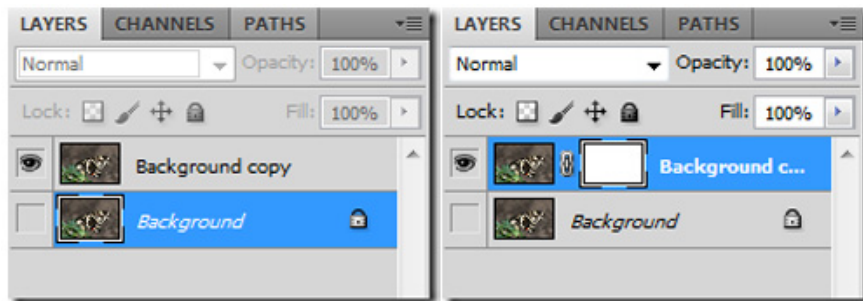 LAYERS CHANNELS PATHS
Normal Opacity: 100%
Lock: Fill: 100%
Background copy
Background
LAYERS CHANNELS PATHS
Normal Opacity: 100%
Lock: Fill: 100%
Background c...
Background